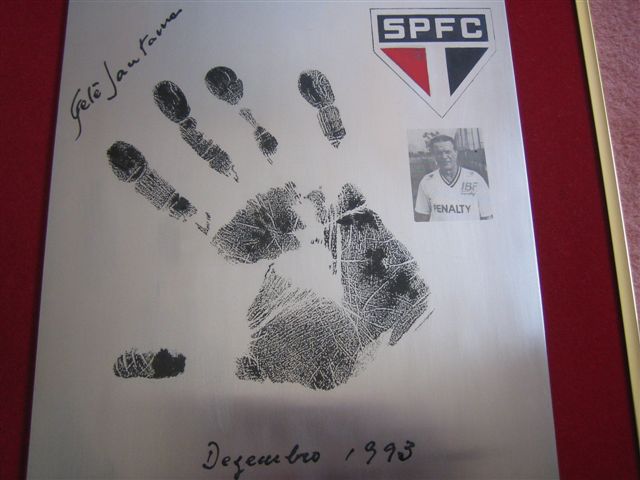 Telê Santana
SPFC
IBF
PENALTY
Dezembro 1993